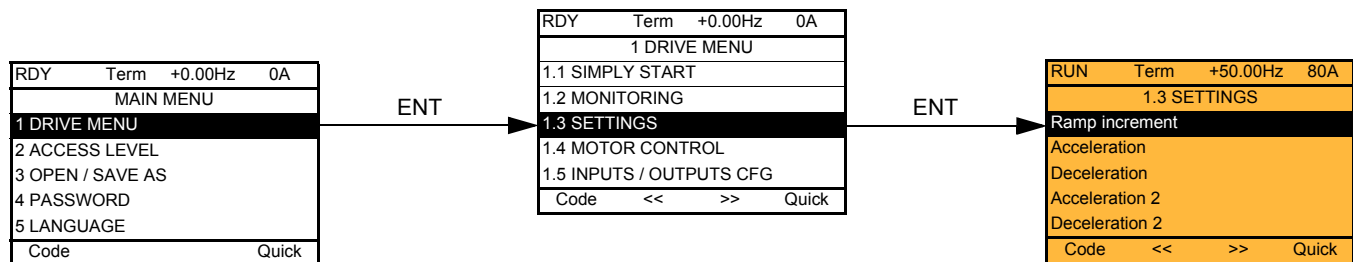 RDY Term +0.00Hz 0A
MAIN MENU
1 DRIVE MENU
2 ACCESS LEVEL
3 OPEN / SAVE AS
4 PASSWORD
5 LANGUAGE
Code Quick
ENT
RDY Term +0.00Hz 0A
1 DRIVE MENU
1.1 SIMPLY START
1.2 MONITORING
1.3 SETTINGS
1.4 MOTOR CONTROL
1.5 INPUTS / OUTPUTS CFG
Code << >> Quick
ENT
RUN Term +50.00Hz 80A
1.3 SETTINGS
Ramp increment
Acceleration
Deceleration
Acceleration 2
Deceleration 2
Code << >> Quick